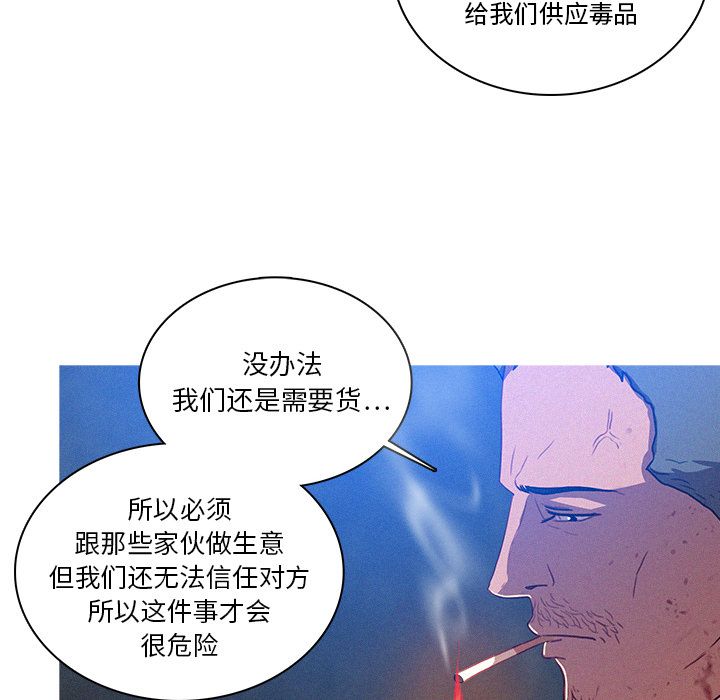 给我们供应毒品
没办法
我们还是需要货...
所以必须
跟那些家伙做生意
但我们还无法信任对方
所以这件事才会
很危险